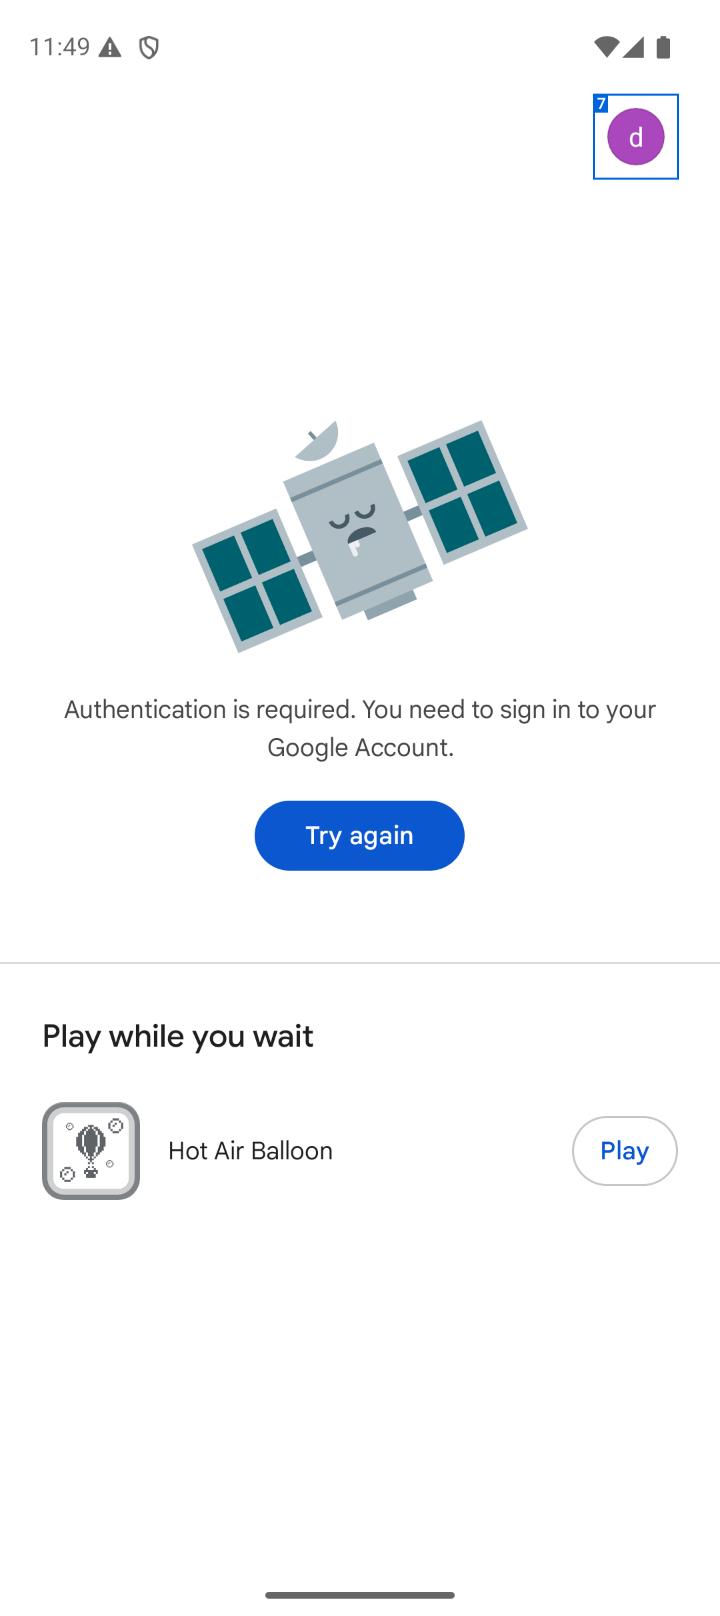 11:49
7
d
Authentication is required. You need to sign in to your
Google Account.
Try again
Play while you wait
Hot Air Balloon
Play